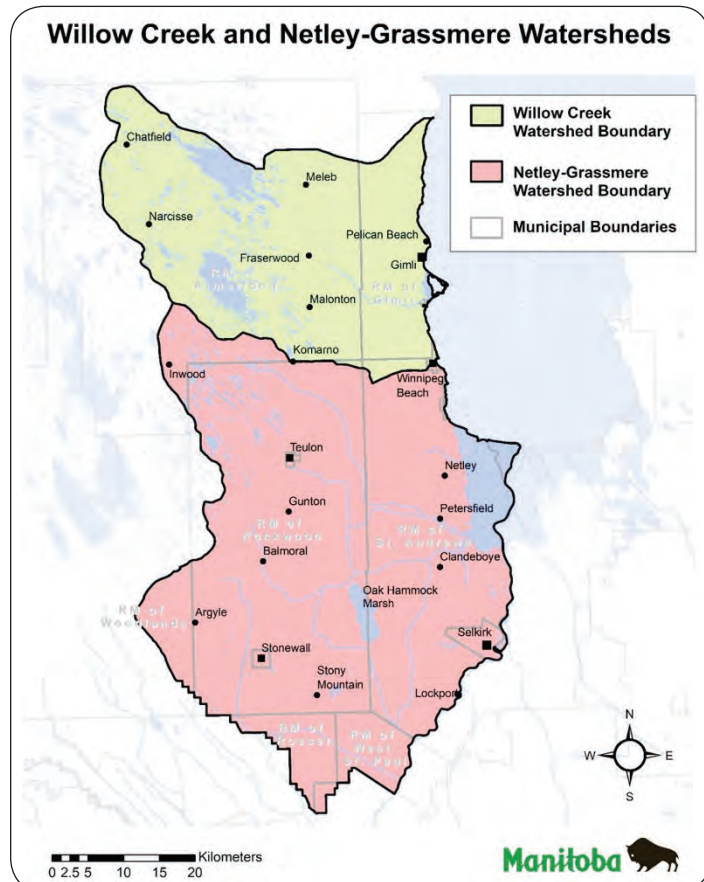 Willow Creek and Netley-Grassmere Watersheds
Willow Creek
Watershed Boundary
Netley-Grassmere
Watershed Boundary
Municipal Boundaries
Chatfield
Meleb
Narcisse
Pelican Beach
Fraserwood
Gimli
RM of
RM of
Gimli
Malonton
Komarno
Inwood
Winnipeg
Beach
Teulon
Netley
Gunton
Petersfield
RM of
Rockwood
RM of
St. Andrews
Balmoral
Clandeboye
Oak Hammock
Marsh
RM of
Woodlands
Argyle
Selkirk
Stonewall
Stony
Mountain
Lockport
RM of
Rosser
RM of
West
St. Paul
N
W
E
S
Kilometers
0 2.5 5 10 15 20
Manitoba